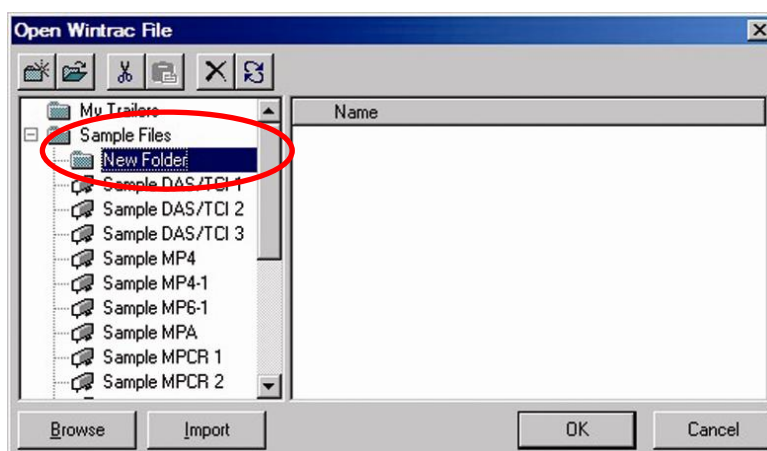 Open Wintrac File
Name
My Trailers
Sample Files
New Folder
Sample DAS/TCI 1
Sample DAS/TCI 2
Sample DAS/TCI 3
Sample MP4
Sample MP4-1
Sample MP6-1
Sample MPA
Sample MPCR 1
Sample MPCR 2
Browse Import OK Cancel